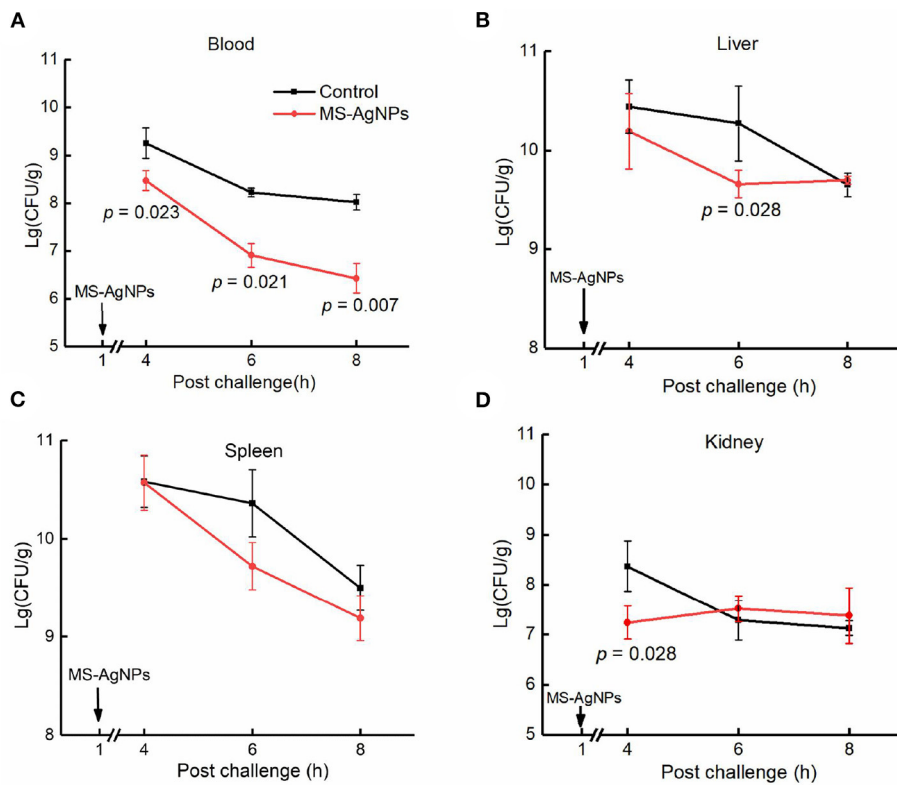 A
Blood
Lg(CFU/g)
11
10
9
8
7
6
5
Control
MS-AgNPs
p = 0.023
p = 0.021
p = 0.007
MS-AgNPs
1 4 6 8
Post challenge(h)
B
Liver
Lg(CFU/g)
11
10
9
8
p = 0.028
MS-AgNPs
1 4 6 8
Post challenge (h)
C
Spleen
Lg(CFU/g)
11
10
9
8
MS-AgNPs
1 4 6 8
Post challenge (h)
D
Kidney
Lg(CFU/g)
11
10
9
8
7
6
5
p = 0.028
MS-AgNPs
1 4 6 8
Post challenge (h)